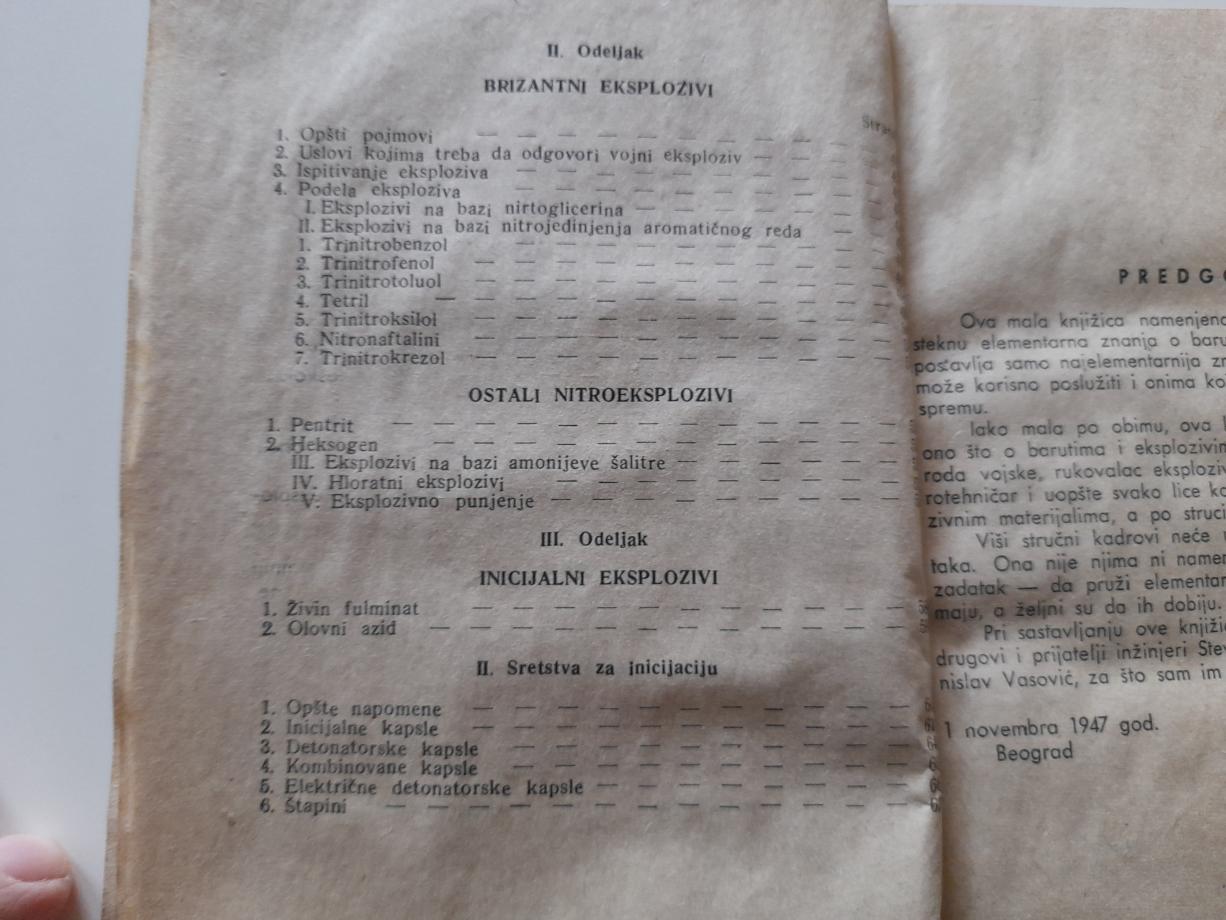 II. Odeljak
BRIZANTNI EKSPLOZIVI
1. Opšti pojmovi — — — — — — — — — —
2. Uslovi kojima treba da odgovori vojni eksploziv — — — —
3. Ispitivanje eksploziva — — — — — — — — —
4. Podela eksploziva — — — — — — — — —
I. Eksplozivi na bazi nirtoglicerina — — — — — —
II. Eksplozivi na bazi nitrojedinjenja aromatičnog reda — —
1. Trinitrobenzol — — — — — — — — — —
2. Trinitrofenol — — — — — — — — — —
3. Trinitrotoluol — — — — — — — — — —
4. Tetril — — — — — — — — — — —
5. Trinitroksilol — — — — — — — — — —
6. Nitronaftalini — — — — — — — — — —
7. Trinitrokrezol — — — — — — — — — —
OSTALI NITROEKSPLOZIVI
1. Pentrit — — — — — — — — — — — —
2. Heksogen — — — — — — — — — — —
III. Eksplozivi na bazi amonijeve šalitre — — — — —
IV. Hloratni eksplozivi — — — — — — — — —
V. Eksplozivno punjenje — — — — — — — —
III. Odeljak
INICIJALNI EKSPLOZIVI
1. Živin fulminat — — — — — — — — — — —
2. Olovni azid — — — — — — — — — — — —
II. Sretstva za inicijaciju
1. Opšte napomene — — — — — — — — — —
2. Inicijalne kapsle — — — — — — — — — —
3. Detonatorske kapsle — — — — — — — — —
4. Kombinovane kapsle — — — — — — — — —
5. Električne detonatorske kapsle — — — — — — —
6. Štapini — — — — — — — — — — — — —
PREDG
Ova mala knjižica namenjena
steknu elementarna znanja o
postavlja samo najelementarnija
može korisno poslužiti i onima
spremu.
Iako mala po obimu, ova
ono što o barutima i
roda vojske, rukovalac
i uopšte svako lice
zivnim materijalima, a po
Viši stručni kadrovi neće
taka. Ona nije njima ni
zadatak — da pruži
maju, a željni su da ih dobiju.
Pri sastavljanju ove
drugovi i prijatelji inžinjeri
nislav Vasović, za što sam im
1 novembra 1947 god.
Beograd